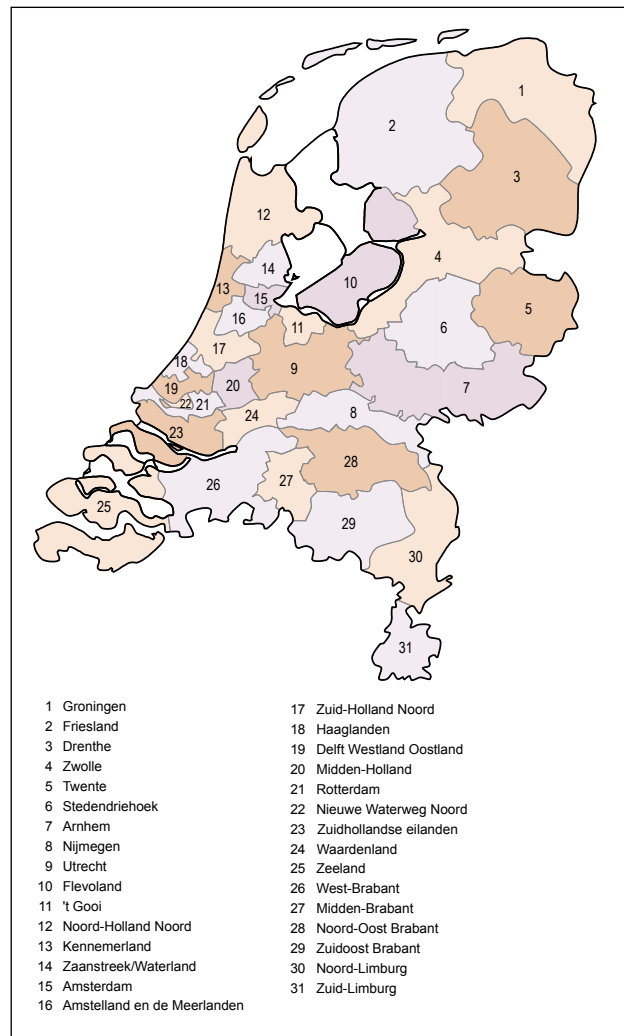 1
2
3
12
4
14
10
13
15
5
16
11
6
17
18
9
19
20
7
22
21
24
8
23
28
26
27
25
29
30
31
1 Groningen
2 Friesland
3 Drenthe
4 Zwolle
5 Twente
6 Stedendriehoek
7 Arnhem
8 Nijmegen
9 Utrecht
10 Flevoland
11 't Gooi
12 Noord-Holland Noord
13 Kennemerland
14 Zaanstreek/Waterland
15 Amsterdam
16 Amstelland en de Meerlanden
17 Zuid-Holland Noord
18 Haaglanden
19 Delft Westland Oostland
20 Midden-Holland
21 Rotterdam
22 Nieuwe Waterweg Noord
23 Zuidhollandse eilanden
24 Waardenland
25 Zeeland
26 West-Brabant
27 Midden-Brabant
28 Noord-Oost Brabant
29 Zuidoost Brabant
30 Noord-Limburg
31 Zuid-Limburg